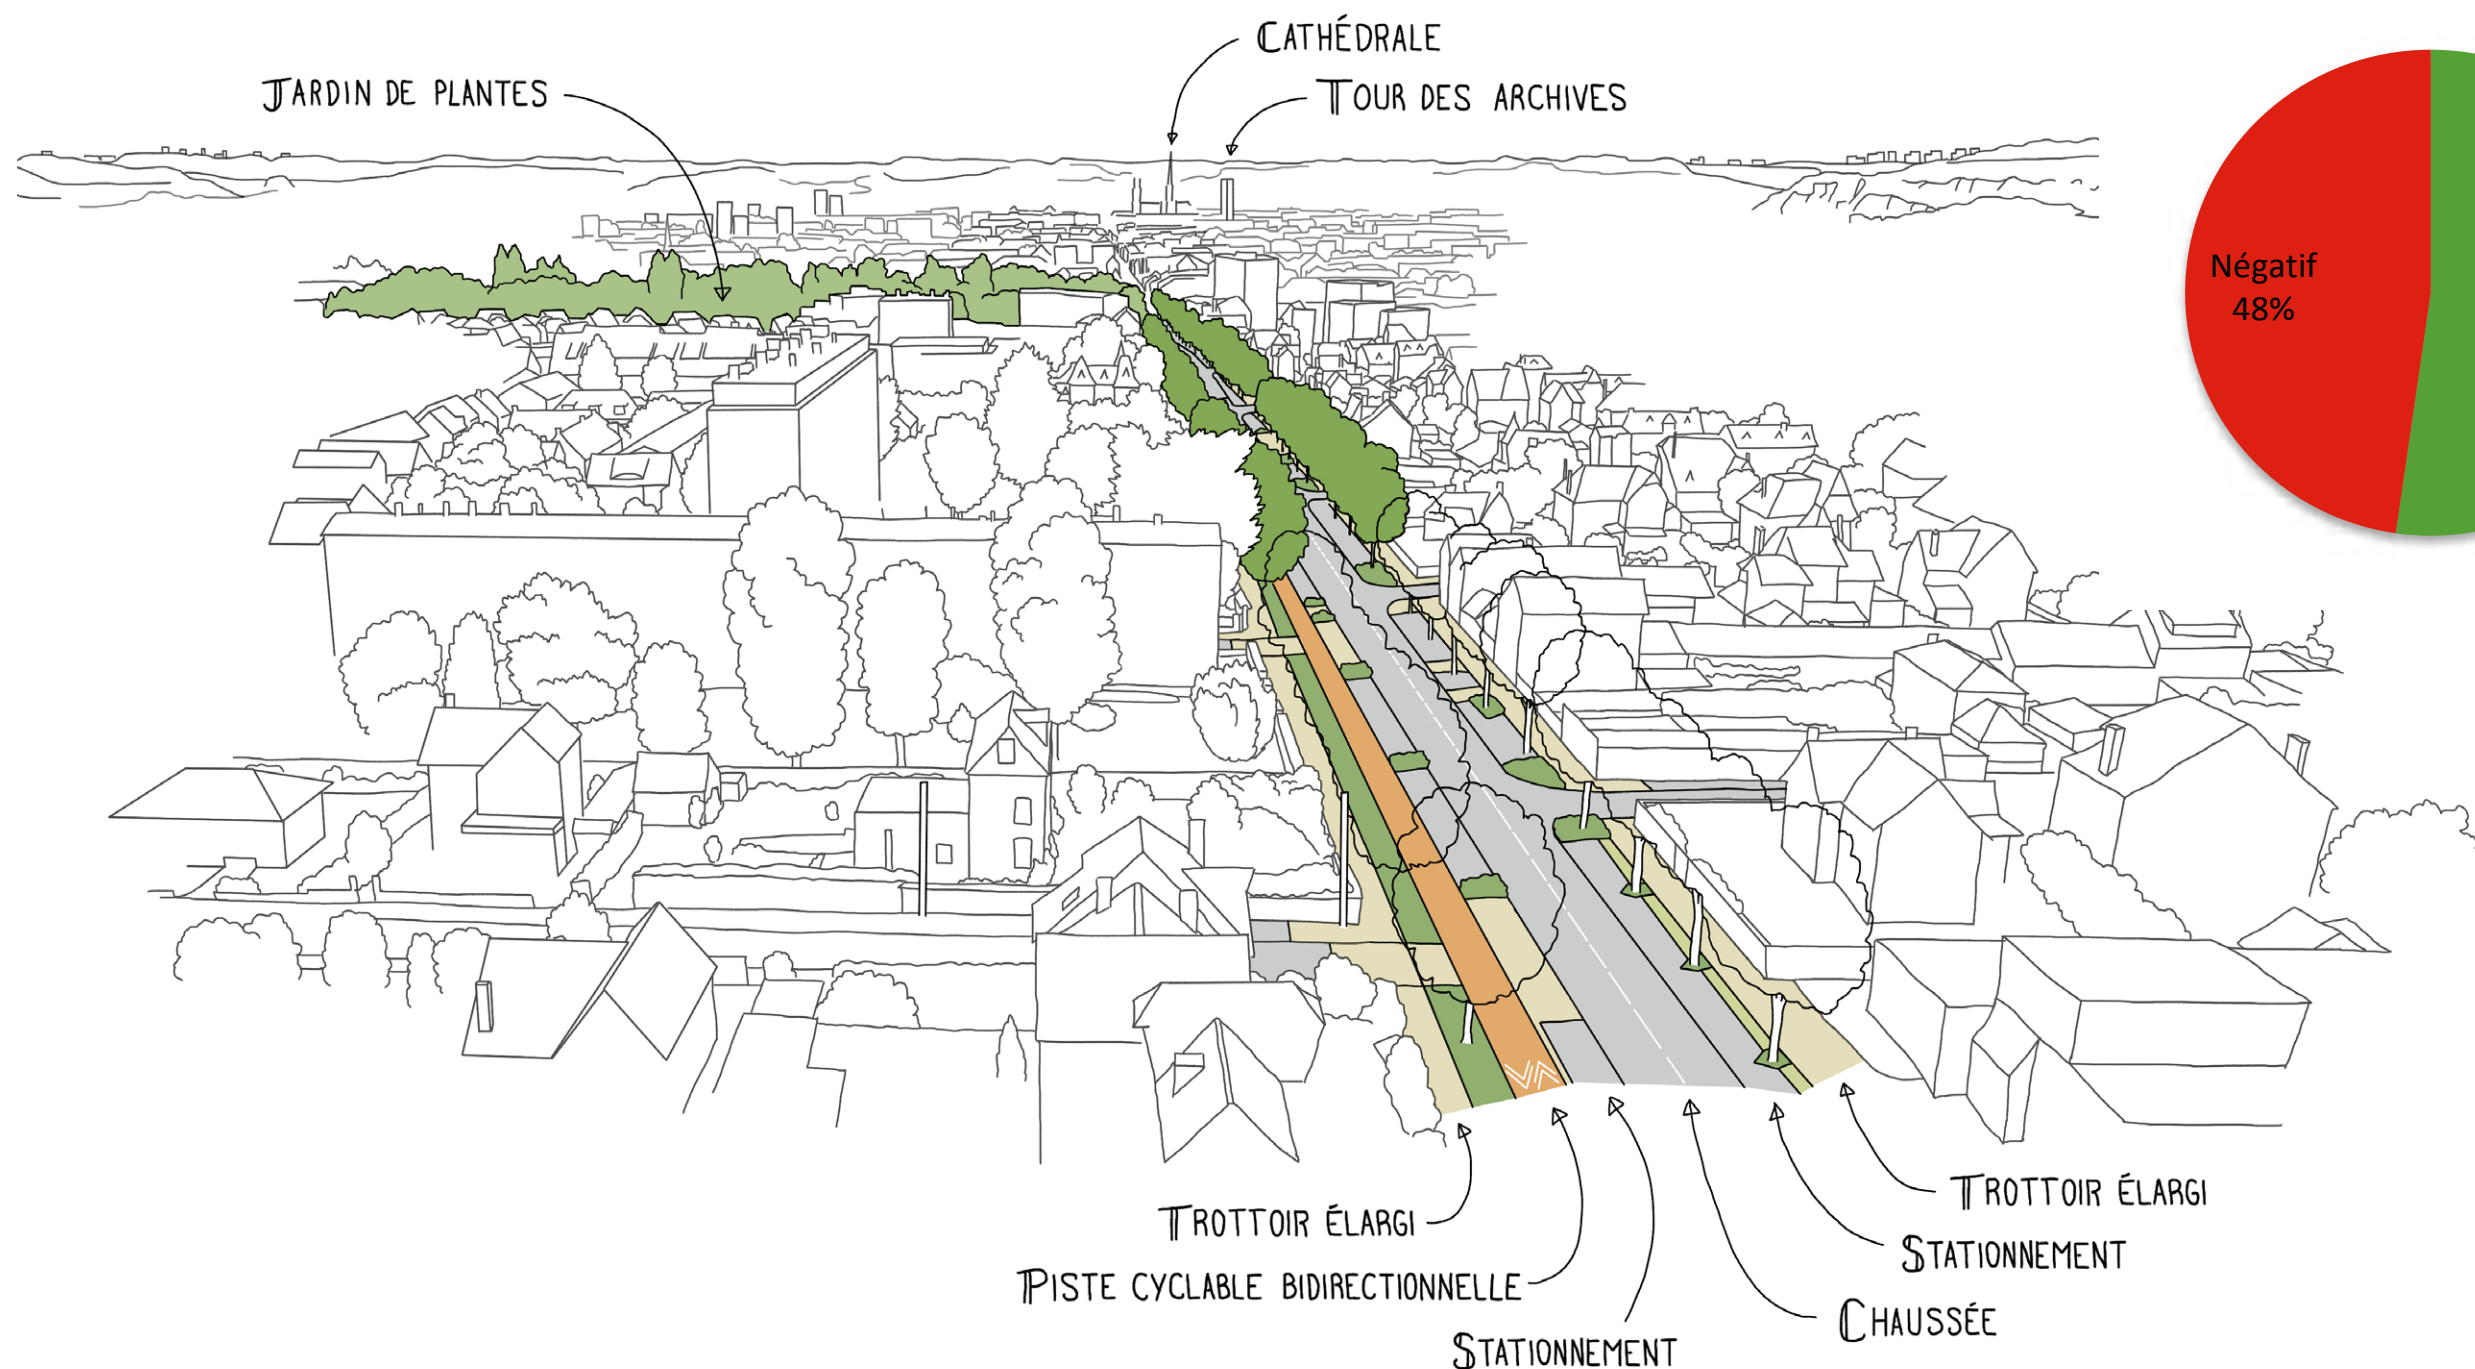 CATHÉDRALE
JARDIN DE PLANTES
TOUR DES ARCHIVES
Négatif
48%
TROTTOIR ÉLARGI
TROTTOIR ÉLARGI
STATIONNEMENT
PISTE CYCLABLE BIDIRECTIONNELLE
CHAUSSÉE
STATIONNEMENT